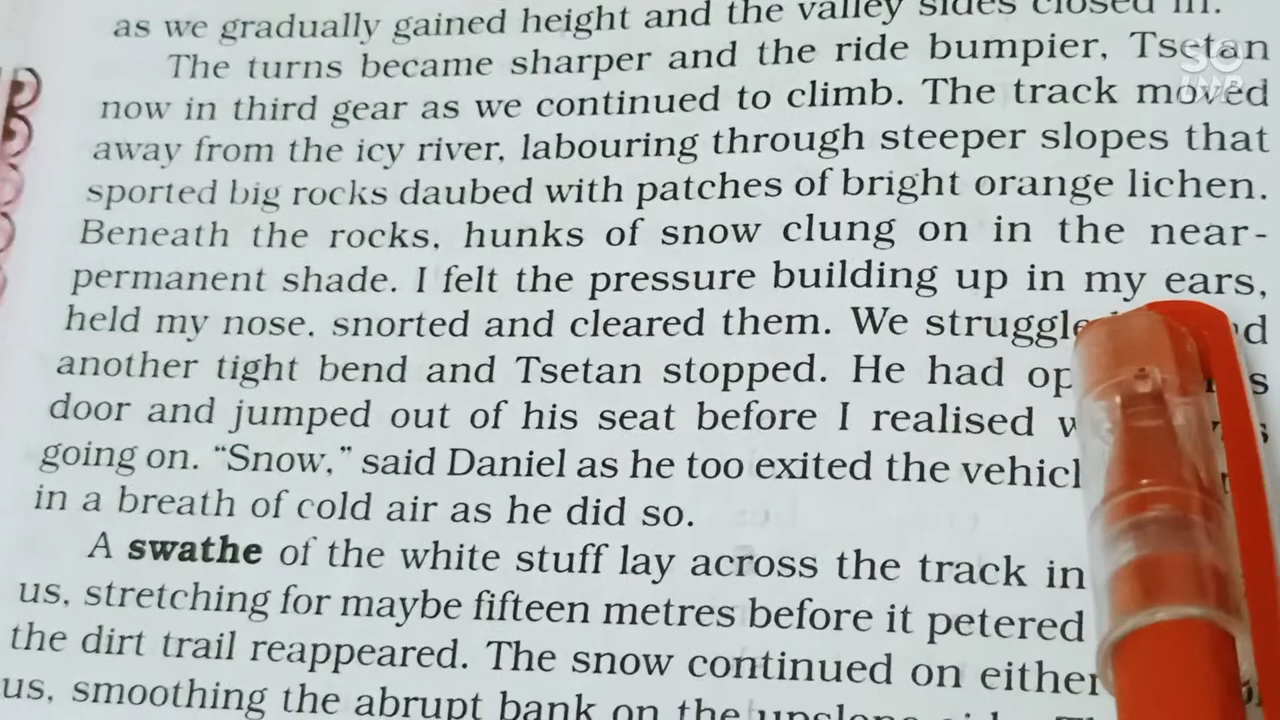 as we gradually gained height and the valley sides closed in.
The turns became sharper and the ride bumpier, Tsetan
now in third gear as we continued to climb. The track moved
away from the icy river, labouring through steeper slopes that
sported big rocks daubed with patches of bright orange lichen.
Beneath the rocks, hunks of snow clung on in the near-
permanent shade. I felt the pressure building up in my ears,
held my nose, snorted and cleared them. We
another tight bend and Tsetan stopped. He had
door and jumped out of his seat before I realised
going on. “Snow,” said Daniel as he too exited the
in a breath of cold air as he did so.
A swathe of the white stuff lay across the track in
us, stretching for maybe fifteen metres before it petered
the dirt trail reappeared. The snow continued on
us, smoothing the abrupt bank on the upslope